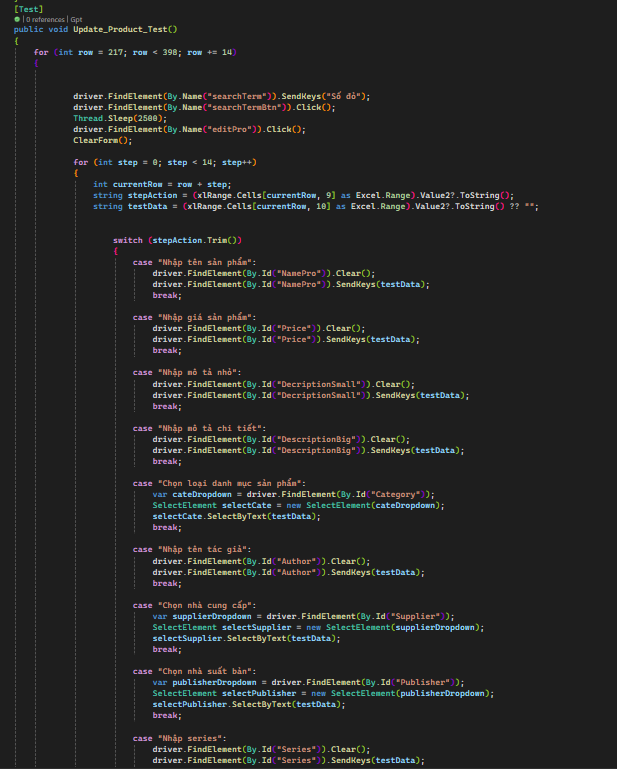 [Test]
| 0 references | Gpt
public void Update_Product_Test()
{
for (int row = 217; row < 398; row += 14)
{
driver.FindElement(By.Name("searchTerm")).SendKeys("Số đỏ");
driver.FindElement(By.Name("searchTermBtn")).Click();
Thread.Sleep(2500);
driver.FindElement(By.Name("editPro")).Click();
ClearForm();
for (int step = 0; step < 14; step++)
{
int currentRow = row + step;
string stepAction = (xlRange.Cells[currentRow, 9] as Excel.Range).Value2?.ToString();
string testData = (xlRange.Cells[currentRow, 10] as Excel.Range).Value2?.ToString() ?? "";
switch (stepAction.Trim())
{
case "Nhập tên sản phẩm":
driver.FindElement(By.Id("NamePro")).Clear();
driver.FindElement(By.Id("NamePro")).SendKeys(testData);
break;
case "Nhập giá sản phẩm":
driver.FindElement(By.Id("Price")).Clear();
driver.FindElement(By.Id("Price")).SendKeys(testData);
break;
case "Nhập mô tả nhỏ":
driver.FindElement(By.Id("DecriptionSmall")).Clear();
driver.FindElement(By.Id("DecriptionSmall")).SendKeys(testData);
break;
case "Nhập mô tả chi tiết":
driver.FindElement(By.Id("DescriptionBig")).Clear();
driver.FindElement(By.Id("DescriptionBig")).SendKeys(testData);
break;
case "Chọn loại danh mục sản phẩm":
var cateDropdown = driver.FindElement(By.Id("Category"));
SelectElement selectCate = new SelectElement(cateDropdown);
selectCate.SelectByText(testData);
break;
case "Nhập tên tác giả":
driver.FindElement(By.Id("Author")).Clear();
driver.FindElement(By.Id("Author")).SendKeys(testData);
break;
case "Chọn nhà cung cấp":
var supplierDropdown = driver.FindElement(By.Id("Supplier"));
SelectElement selectSupplier = new SelectElement(supplierDropdown);
selectSupplier.SelectByText(testData);
break;
case "Chọn nhà suất bản":
var publisherDropdown = driver.FindElement(By.Id("Publisher"));
SelectElement selectPublisher = new SelectElement(publisherDropdown);
selectPublisher.SelectByText(testData);
break;
case "Nhập series":
driver.FindElement(By.Id("Series")).Clear();
driver.FindElement(By.Id("Series")).SendKeys(testData);